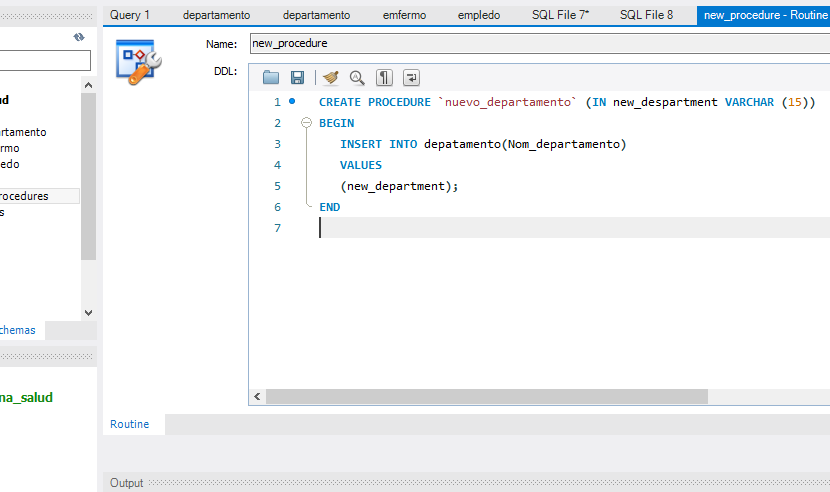 Query 1 departamento departamento emfermo empledo SQL File 7* SQL File 8 new_procedure - Routine
Name: new_procedure
DDL:
1 CREATE PROCEDURE `nuevo_departamento` (IN new_despartment VARCHAR (15))
2 BEGIN
3 INSERT INTO depatamento(Nom_departamento)
4 VALUES
5 (new_department);
6 END
7
ud
rtamento
rmo
edo
rocedures
s
chemas
na_salud
Routine
Output